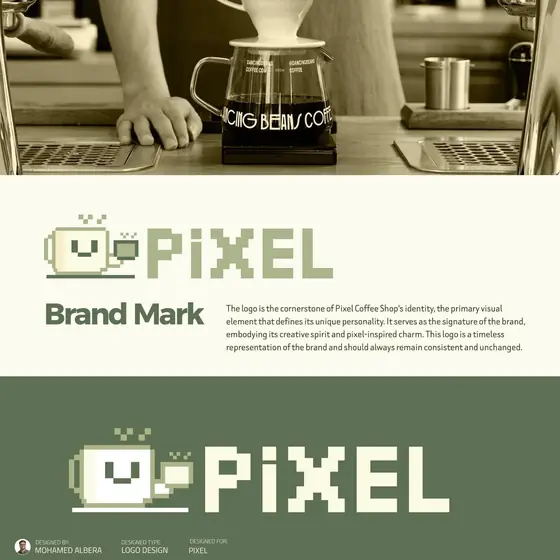 PiXEL
Brand Mark
The logo is the cornerstone of Pixel Coffee Shop's identity, the primary visual
element that defines its unique personality. It serves as the signature of the brand,
embodying its creative spirit and pixel-inspired charm. This logo is a timeless
representation of the brand and should always remain consistent and unchanged.
PiXEL
DESIGNED BY:
MOHAMED ALBERA
DESIGNED TYPE:
LOGO DESIGN
DESIGNED FOR:
PIXEL